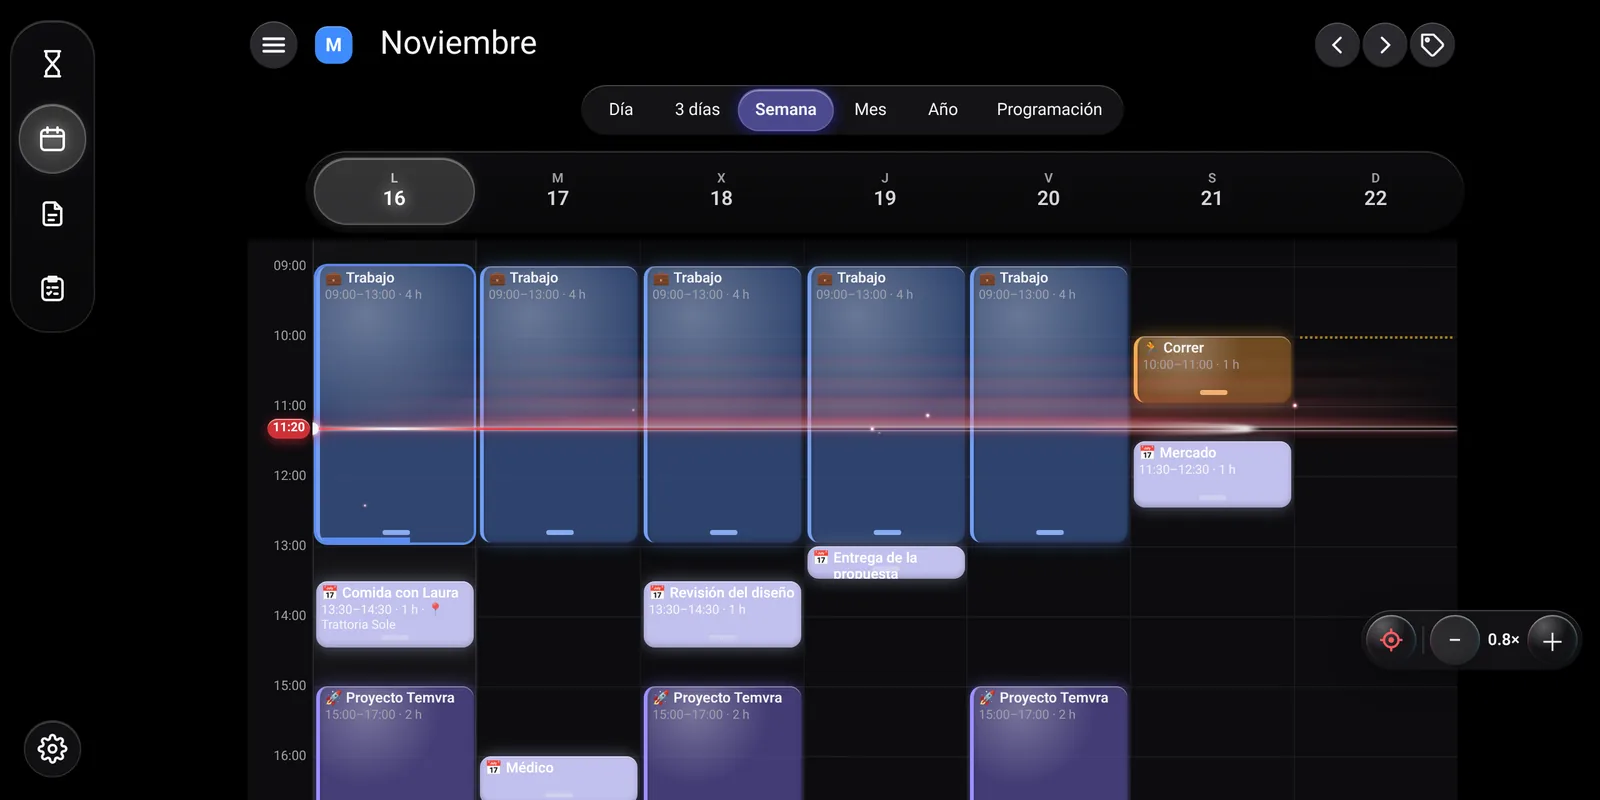 M Noviembre
Día 3 días Semana Mes Año Programación
L M X J V S D
16 17 18 19 20 21 22
09:00
💼 Trabajo
09:00–13:00 · 4 h
💼 Trabajo
09:00–13:00 · 4 h
💼 Trabajo
09:00–13:00 · 4 h
💼 Trabajo
09:00–13:00 · 4 h
💼 Trabajo
09:00–13:00 · 4 h
10:00
🏃 Correr
10:00–11:00 · 1 h
11:00
11:20
📅 Mercado
11:30–12:30 · 1 h
12:00
13:00
📅 Entrega de la
propuesta
📅 Comida con Laura
13:30–14:30 · 1 h · 📍
Trattoria Sole
📅 Revisión del diseño
13:30–14:30 · 1 h
14:00
0.8×
15:00
🚀 Proyecto Temvra
15:00–17:00 · 2 h
🚀 Proyecto Temvra
15:00–17:00 · 2 h
🚀 Proyecto Temvra
15:00–17:00 · 2 h
16:00
📅 Médico